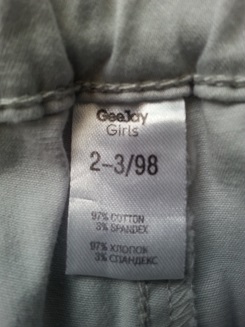 GeeJay
Girls
2-3/98
97% COTTON
3% SPANDEX
97% ХЛОПОК
3% СПАНДЕКС